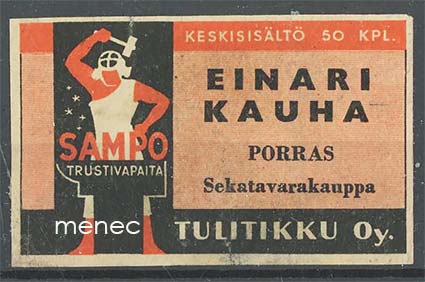 KESKISISÄLTÖ 50 KPL.
EINARI
KAUHA
PORRAS
Sekatavarakauppa
SAMPO
TRUSTIVAPAITA
menec
TULITIKKU Oy.